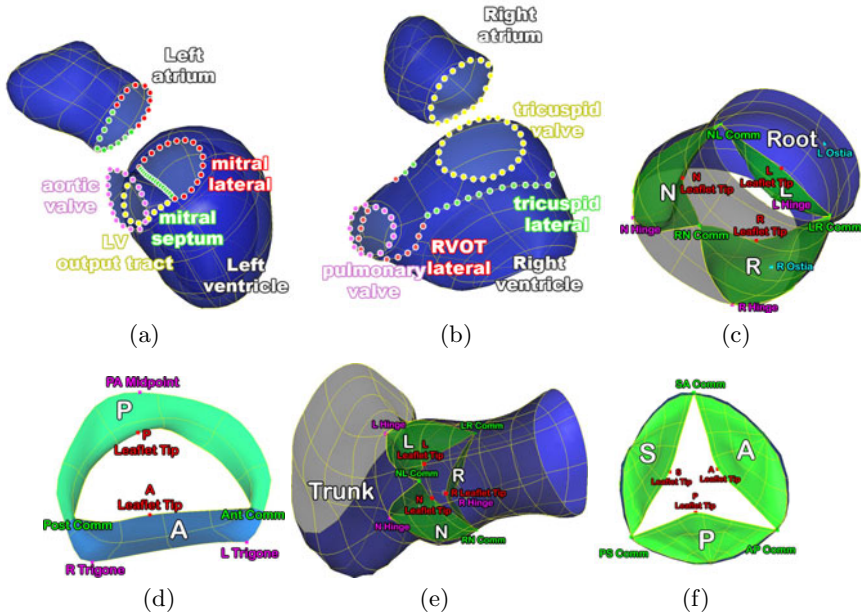 Left
atrium
mitral
lateral
aortic
valve
mitral
septum
LV
output tract
Left
ventricle
(a)
Right
atrium
tricuspid
valve
tricuspid
lateral
RVOT
lateral
pulmonary
valve
Right
ventricle
(b)
NL Comm
Root
L Ostia
N
Leaflet Tip
L
Leaflet Tip
N
L
L Hinge
N Hinge
RN Comm
R
Leaflet Tip
LR Comm
R
R Ostia
R Hinge
(c)
PA Midpoint
P
P
Leaflet Tip
A
Leaflet Tip
Post Comm
Ant Comm
A
R Trigone
L Trigone
(d)
L Hinge
LR Comm
L
L
Leaflet Tip
NL Comm
R
Trunk
N
Leaflet Tip
R Leaflet Tip
R Hinge
N Hinge
N
RN Comm
(e)
SA Comm
S
A
S
Leaflet Tip
A
Leaflet Tip
P
Leaflet Tip
PS Comm
P
AP Comm
(f)